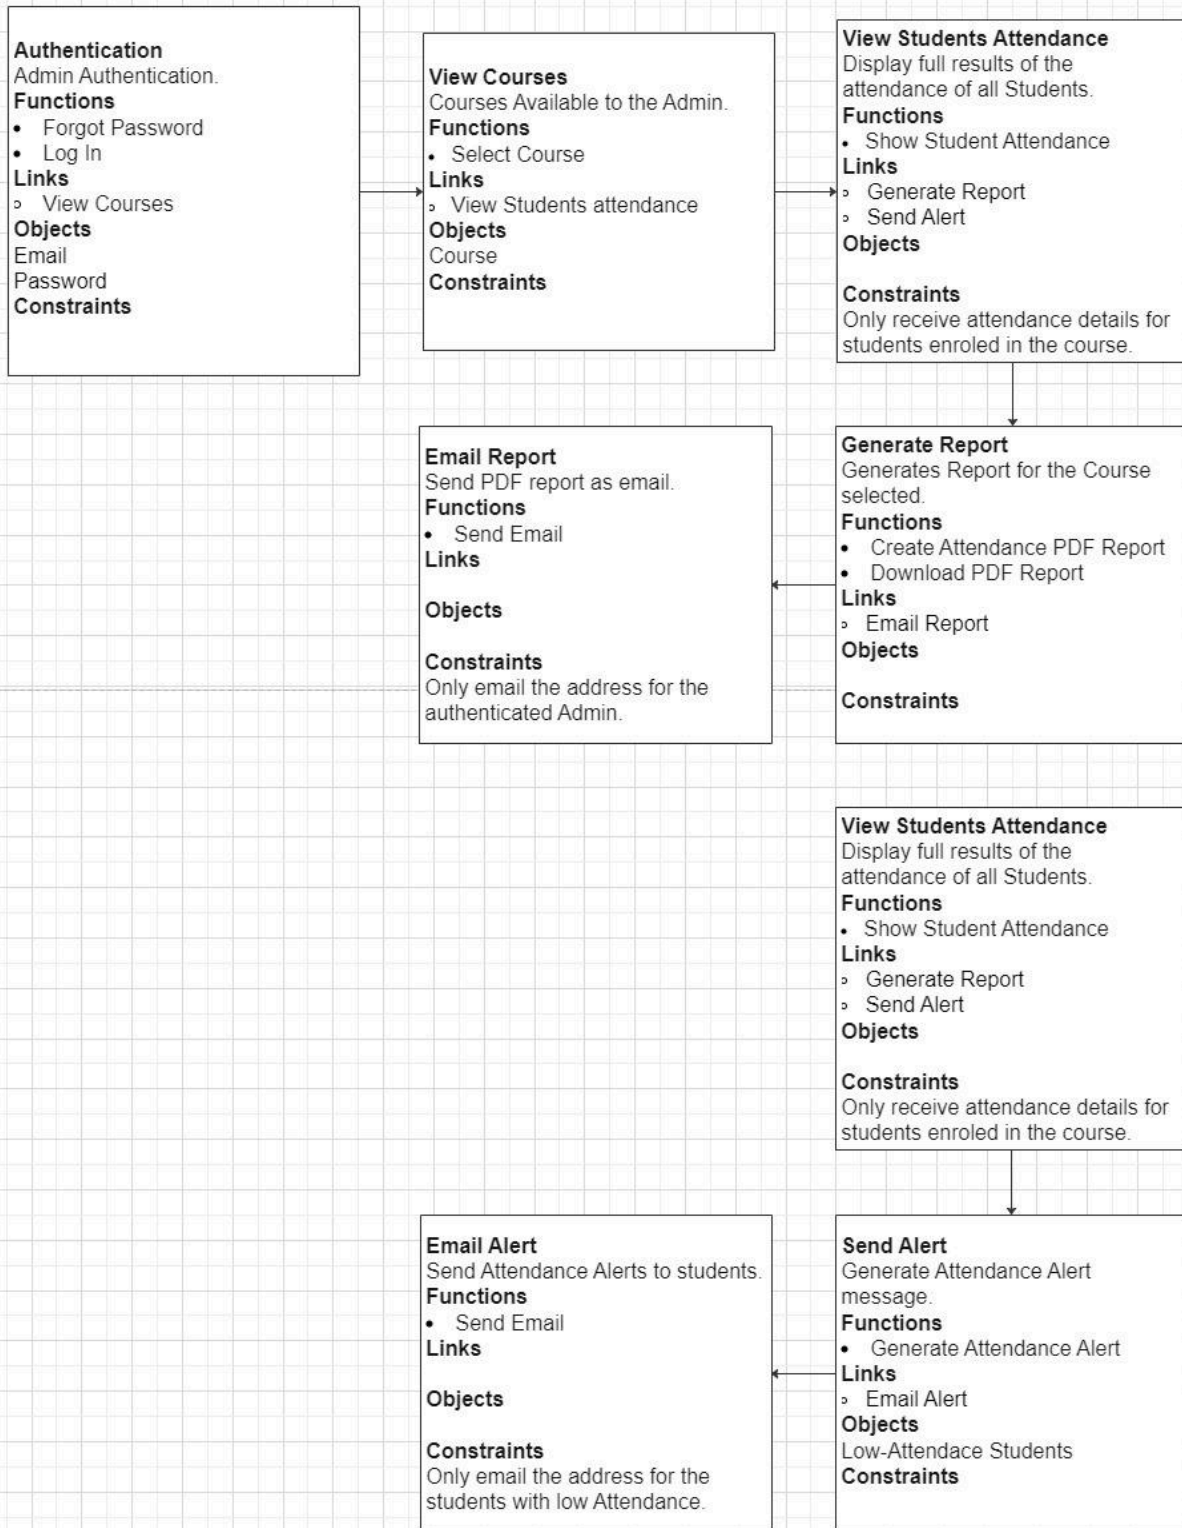 Authentication
Admin Authentication.
Functions
• Forgot Password
• Log In
Links
View Courses
Objects
Email
Password
Constraints
View Courses
Courses Available to the Admin.
Functions
• Select Course
Links
View Students attendance
Objects
Course
Constraints
View Students Attendance
Display full results of the
attendance of all Students.
Functions
• Show Student Attendance
Links
Generate Report
Send Alert
Objects
Constraints
Only receive attendance details for
students enroled in the course.
Email Report
Send PDF report as email.
Functions
• Send Email
Links
Objects
Constraints
Only email the address for the
authenticated Admin.
Generate Report
Generates Report for the Course
selected.
Functions
• Create Attendance PDF Report
• Download PDF Report
Links
Email Report
Objects
Constraints
View Students Attendance
Display full results of the
attendance of all Students.
Functions
• Show Student Attendance
Links
Generate Report
Send Alert
Objects
Constraints
Only receive attendance details for
students enroled in the course.
Email Alert
Send Attendance Alerts to students.
Functions
• Send Email
Links
Objects
Constraints
Only email the address for the
students with low Attendance.
Send Alert
Generate Attendance Alert
message.
Functions
• Generate Attendance Alert
Links
Email Alert
Objects
Low-Attendace Students
Constraints